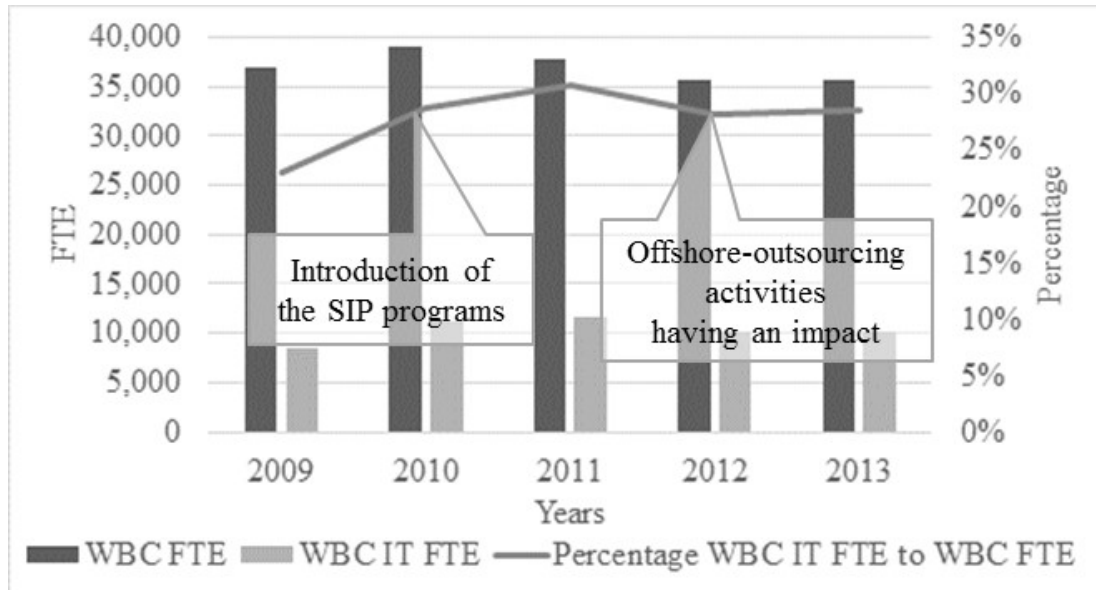 40,000
35,000
30,000
25,000
20,000
15,000
10,000
5,000
0
FTE
35%
30%
25%
20%
15%
10%
5%
0%
Percentage
Introduction of
the SIP programs
Offshore-outsourcing
activities
having an impact
2009 2010 2011 2012 2013
Years
WBC FTE WBC IT FTE Percentage WBC IT FTE to WBC FTE